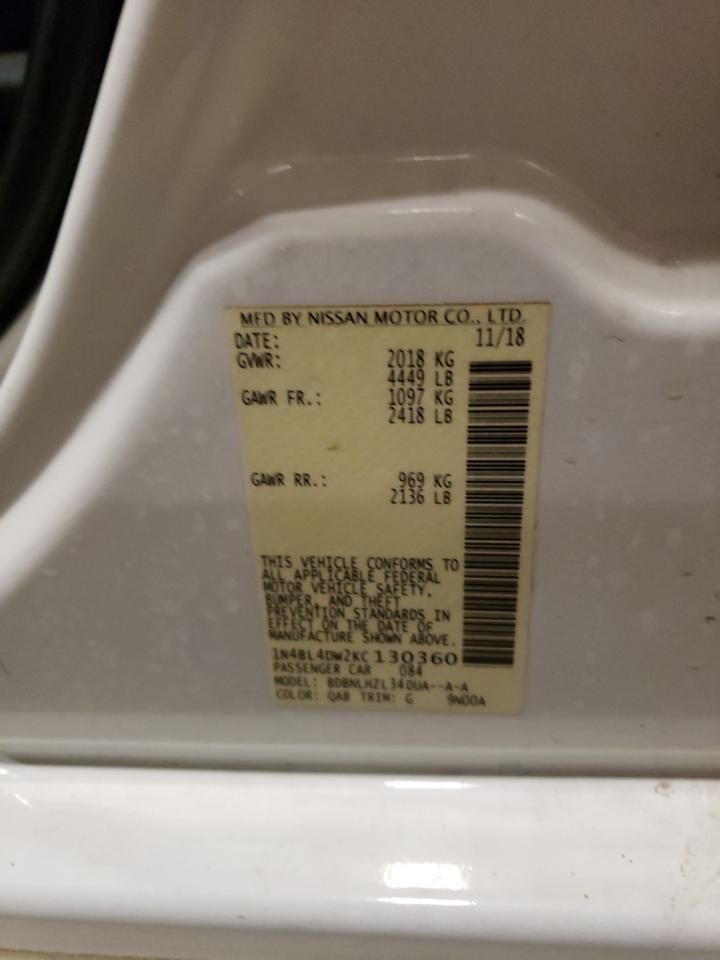 MFD BY NISSAN MOTOR CO., LTD.
DATE: 11/18
GVWR: 2018 KG
4449 LB
GAWR FR.: 1097 KG
2418 LB
GAWR RR.: 969 KG
2136 LB
THIS VEHICLE CONFORMS TO
ALL APPLICABLE FEDERAL
MOTOR VEHICLE SAFETY,
BUMPER, AND THEFT
PREVENTION STANDARDS IN
EFFECT ON THE DATE OF
MANUFACTURE SHOWN ABOVE.
1N4BL4DW2KC130360
PASSENGER CAR 084
MODEL: BDBNLHZL34DUA--A-A
COLOR: QAB TRIM: G 9N00A